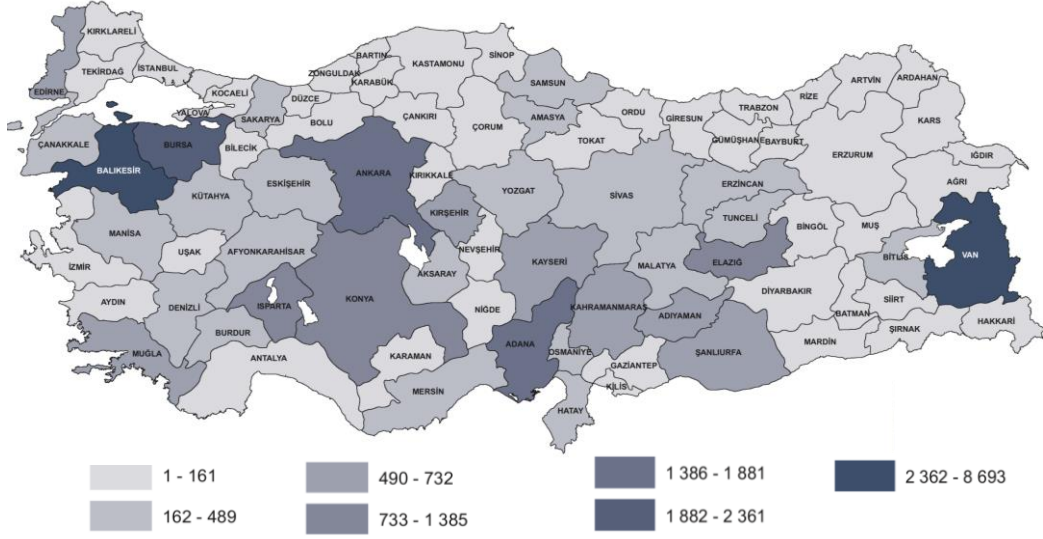 KIRKLARELİ
TEKİRDAĞ
İSTANBUL
EDİRNE
KOCAELİ
YALOVA
SAKARYA
DÜZCE
ZONGULDAK
BARTIN
KARABÜK
KASTAMONU
SİNOP
SAMSUN
BOLU
ÇANKIRI
ÇORUM
AMASYA
ORDU
GİRESUN
TRABZON
RİZE
ARTVİN
ARDAHAN
KARS
TOKAT
GÜMÜŞHANE
BAYBURT
ERZURUM
IĞDIR
AĞRI
ÇANAKKALE
BALIKESİR
BURSA
BİLECİK
ESKİŞEHİR
ANKARA
KIRIKKALE
YOZGAT
SİVAS
ERZİNCAN
KÜTAHYA
KIRŞEHİR
TUNCELİ
BİNGÖL
MUŞ
MANİSA
UŞAK
AFYONKARAHİSAR
NEVŞEHİR
KAYSERİ
MALATYA
ELAZIĞ
BİTLİS
VAN
İZMİR
AKSARAY
AYDIN
DENİZLİ
ISPARTA
KONYA
NİĞDE
KAHRAMANMARAŞ
ADIYAMAN
DİYARBAKIR
BATMAN
SİİRT
ŞIRNAK
HAKKARİ
BURDUR
MUĞLA
ANTALYA
KARAMAN
ADANA
OSMANİYE
GAZİANTEP
ŞANLIURFA
MARDİN
MERSİN
KİLİS
HATAY
1 - 161
490 - 732
1 386 - 1 881
2 362 - 8 693
162 - 489
733 - 1 385
1 882 - 2 361